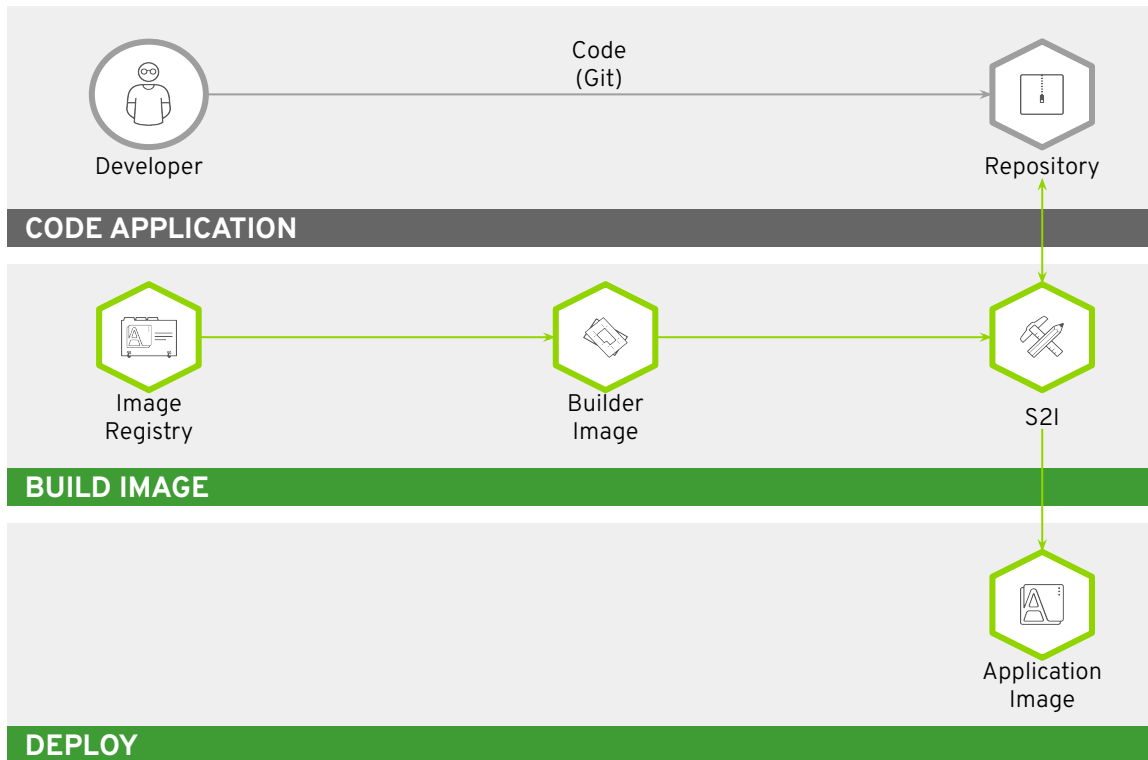 Code
(Git)
Developer
Repository
CODE APPLICATION
Image
Registry
Builder
Image
S2I
BUILD IMAGE
Application
Image
DEPLOY